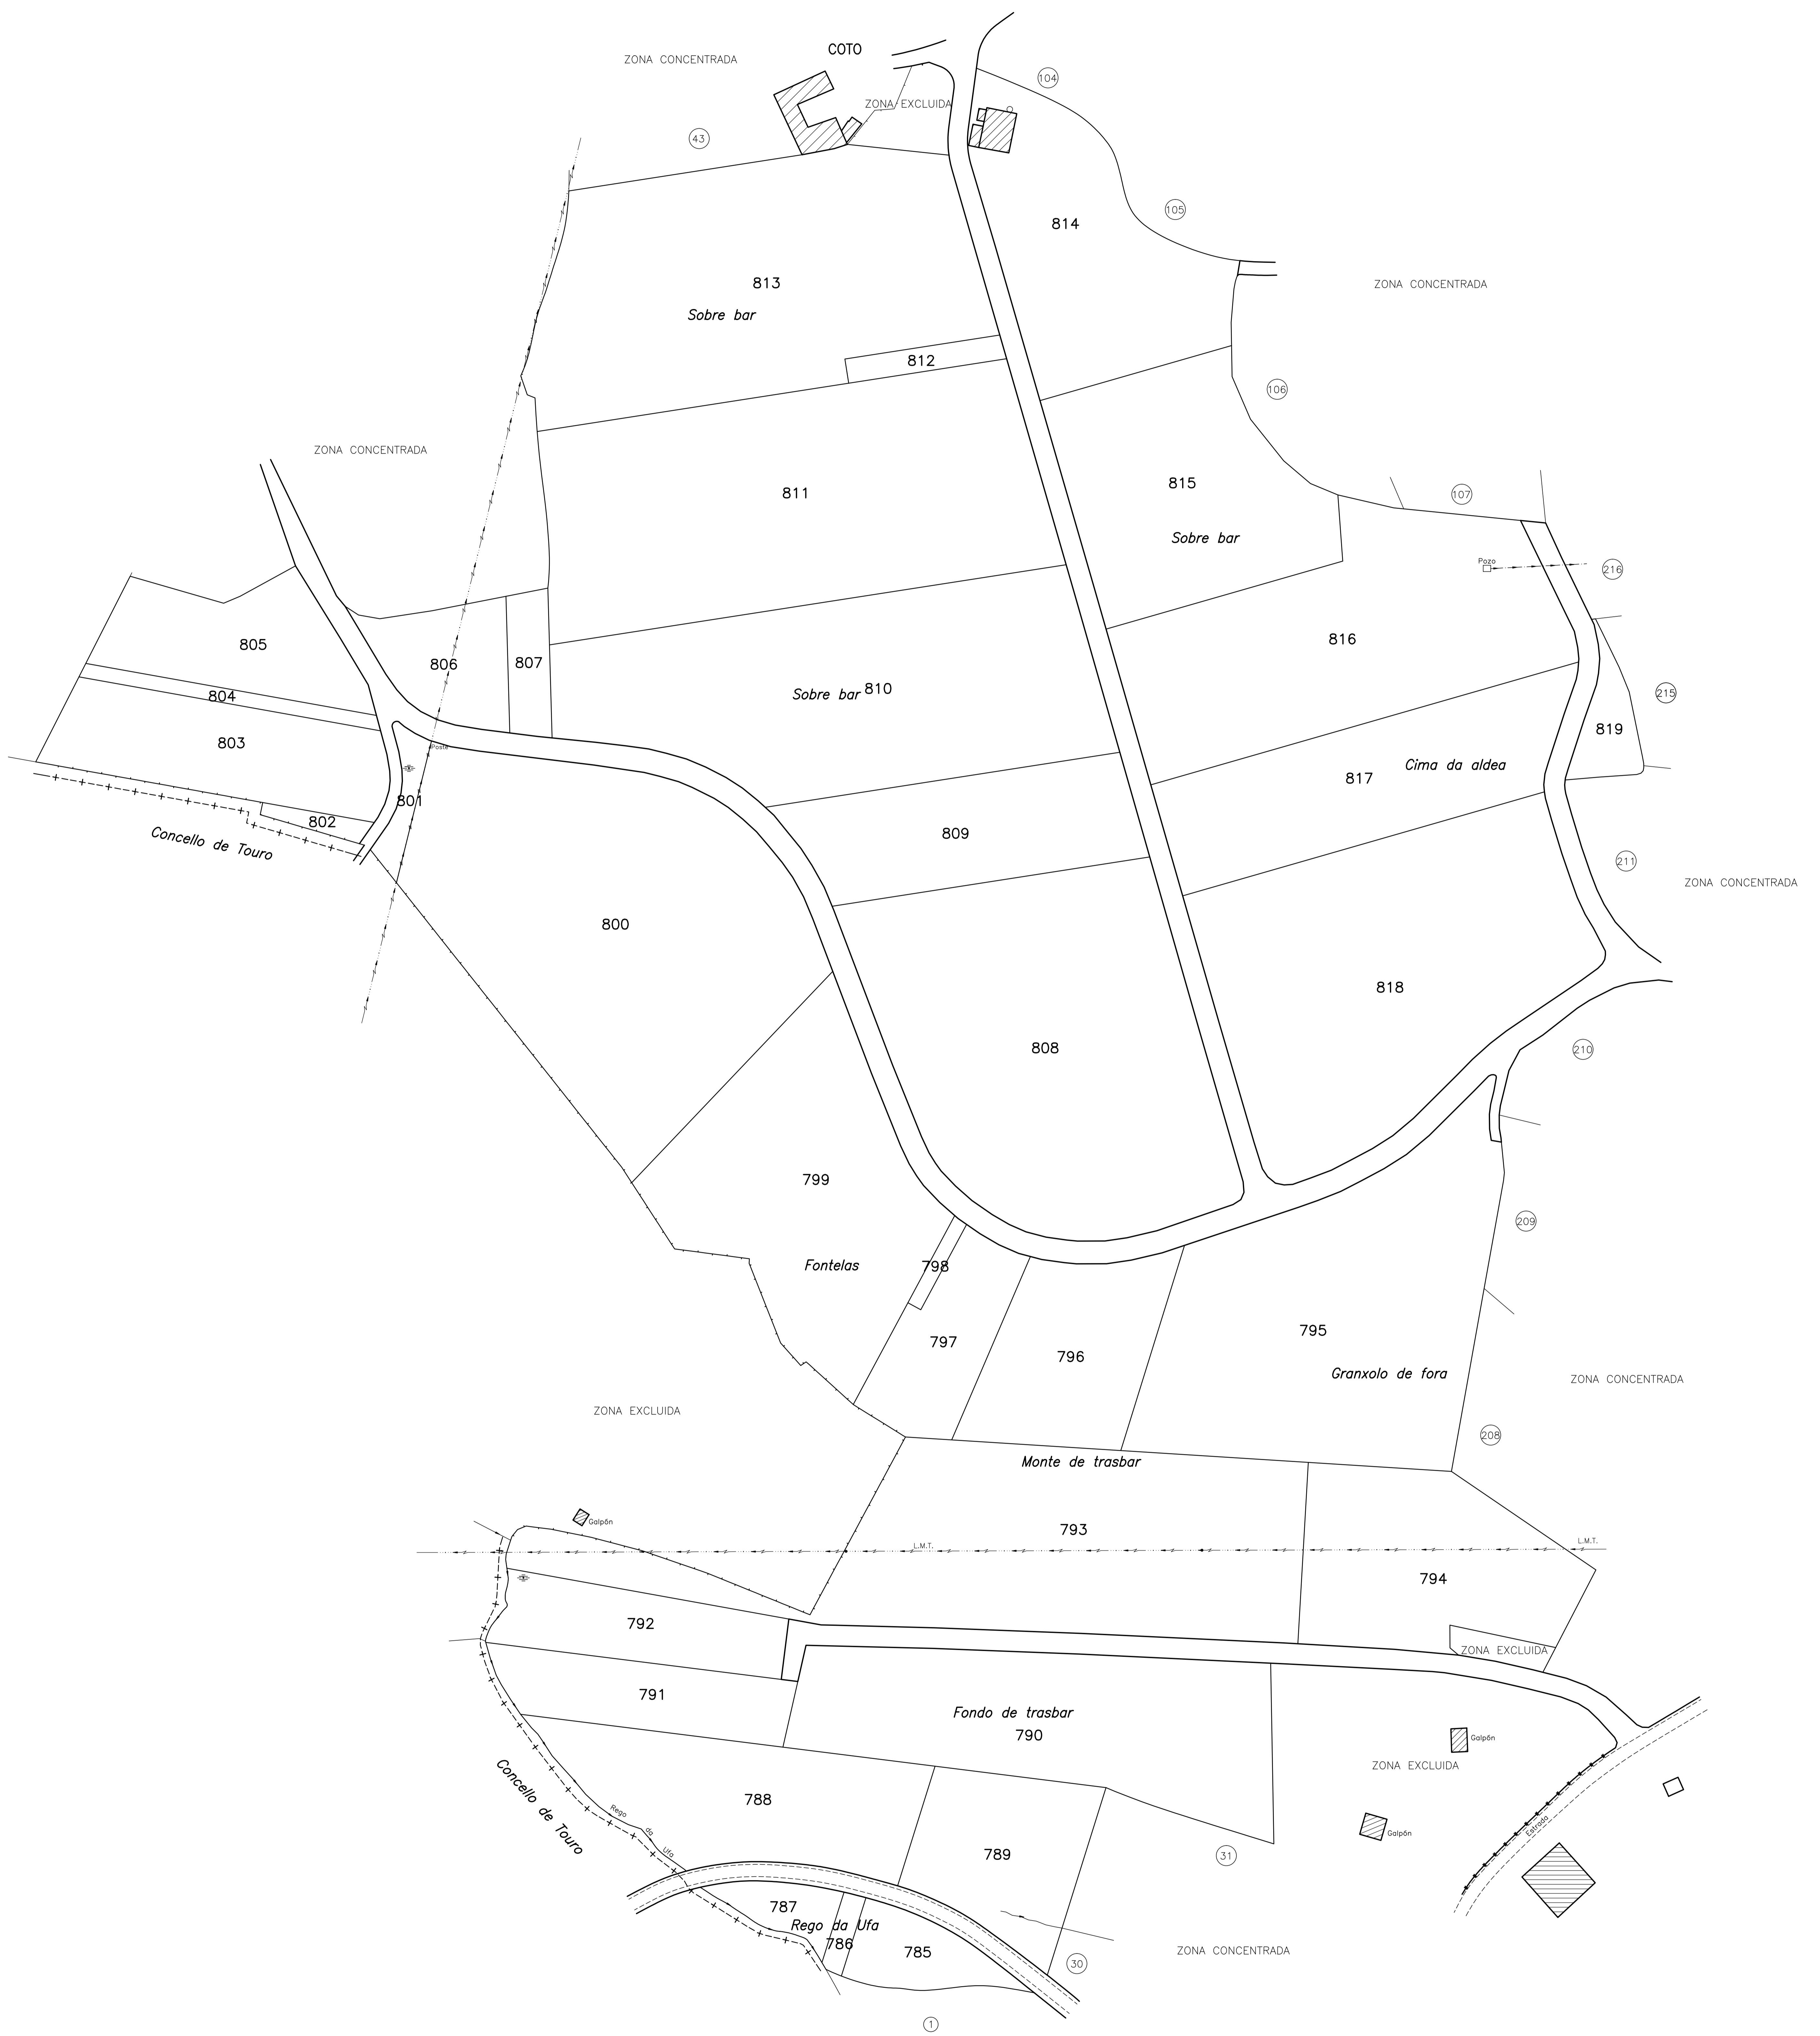 COTO
ZONA CONCENTRADA
104
ZONA EXCLUIDA
43
105
814
813
ZONA CONCENTRADA
Sobre bar
812
106
ZONA CONCENTRADA
815
811
107
Sobre bar
Pozo
216
816
805
806
807
810
Sobre bar
215
804
819
803
Poste
Cima da aldea
817
801
802
809
Concello de Touro
211
ZONA CONCENTRADA
800
818
808
210
799
209
Fontelas
798
795
797
796
Granxolo de fora
ZONA CONCENTRADA
ZONA EXCLUIDA
208
Monte de trasbar
Galpón
793
L.M.T.
L.M.T.
794
792
ZONA EXCLUIDA
791
Fondo de trasbar
790
Galpón
ZONA EXCLUIDA
788
Concello de Touro
Rego
da
Ufa
Estrada
Galpón
789
31
787
Rego da Ufa
786
785
ZONA CONCENTRADA
30
1